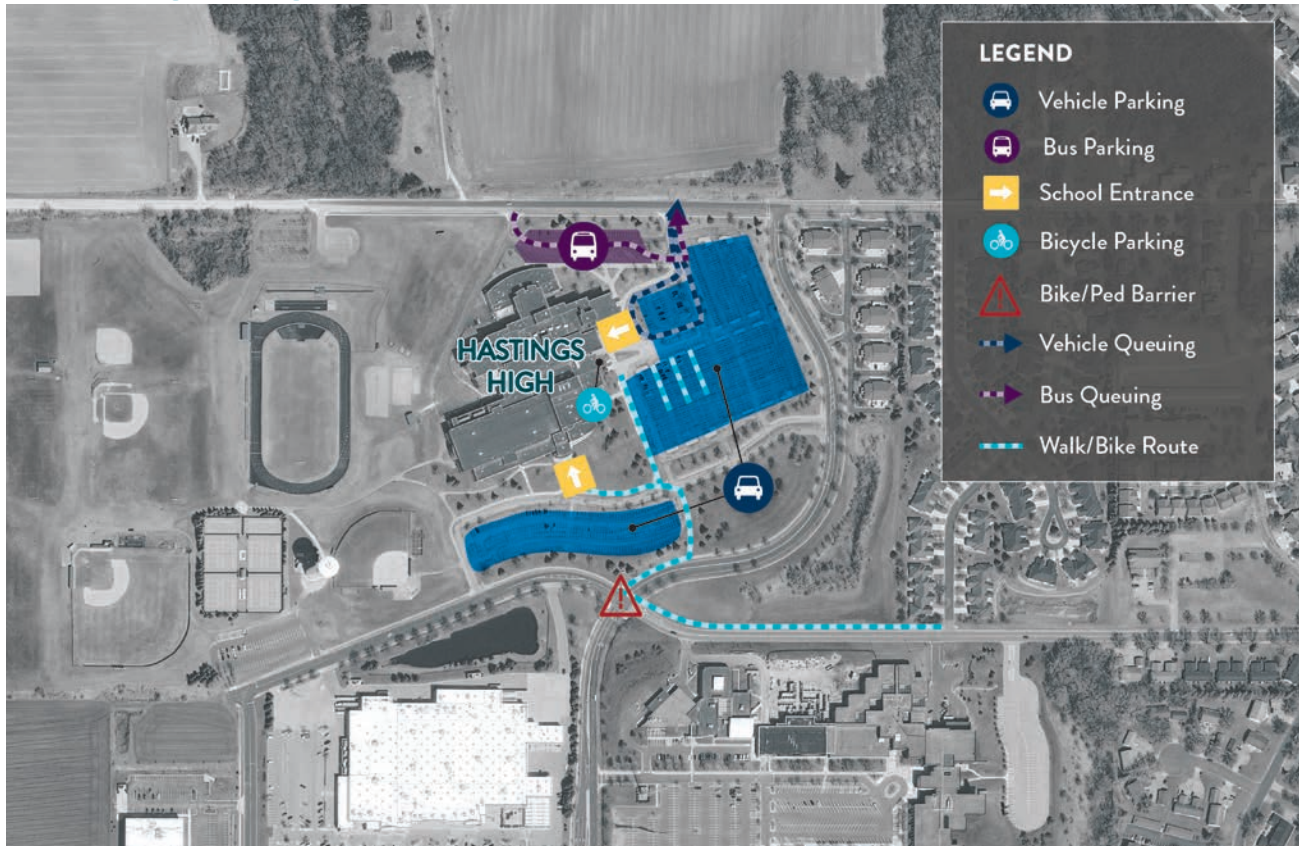 HASTINGS
HIGH
LEGEND
Vehicle Parking
Bus Parking
School Entrance
Bicycle Parking
Bike/Ped Barrier
Vehicle Queuing
Bus Queuing
Walk/Bike Route